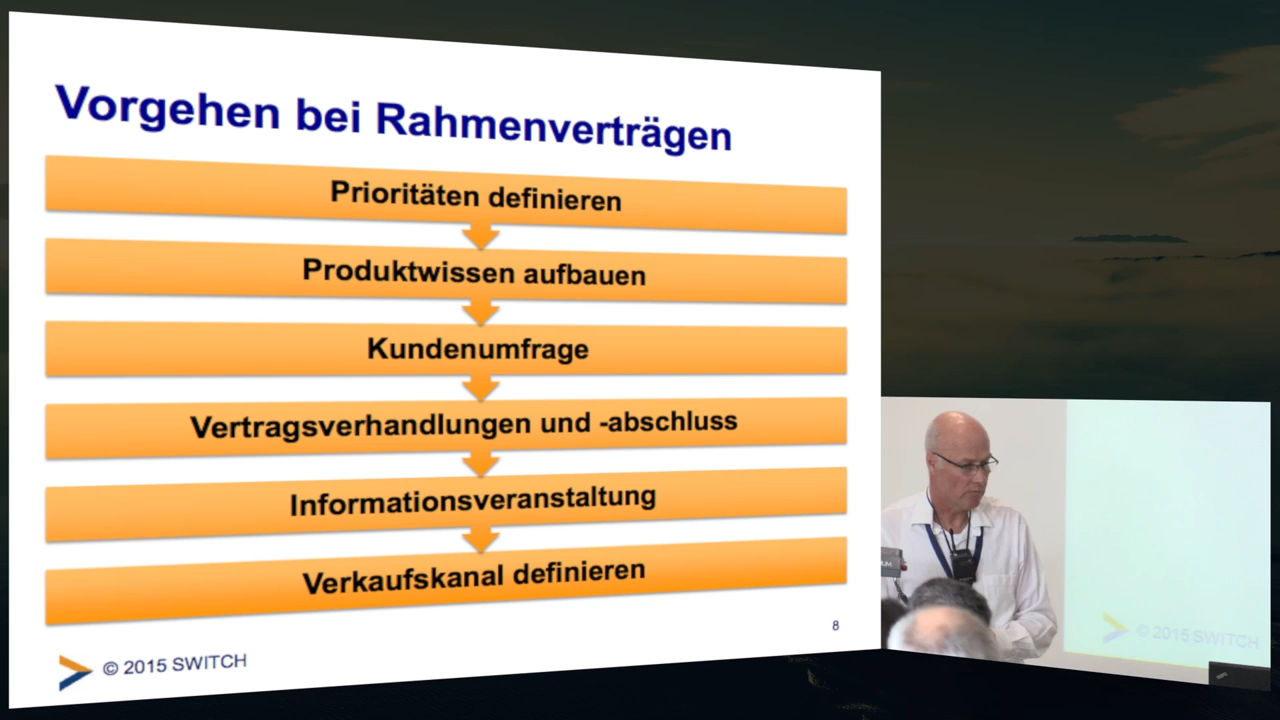 Vorgehen bei Rahmenverträgen
Prioritäten definieren
Produktwissen aufbauen
Kundenumfrage
Vertragsverhandlungen und -abschluss
Informationsveranstaltung
Verkaufskanal definieren
8
© 2015 SWITCH
© 2015 SWITCH